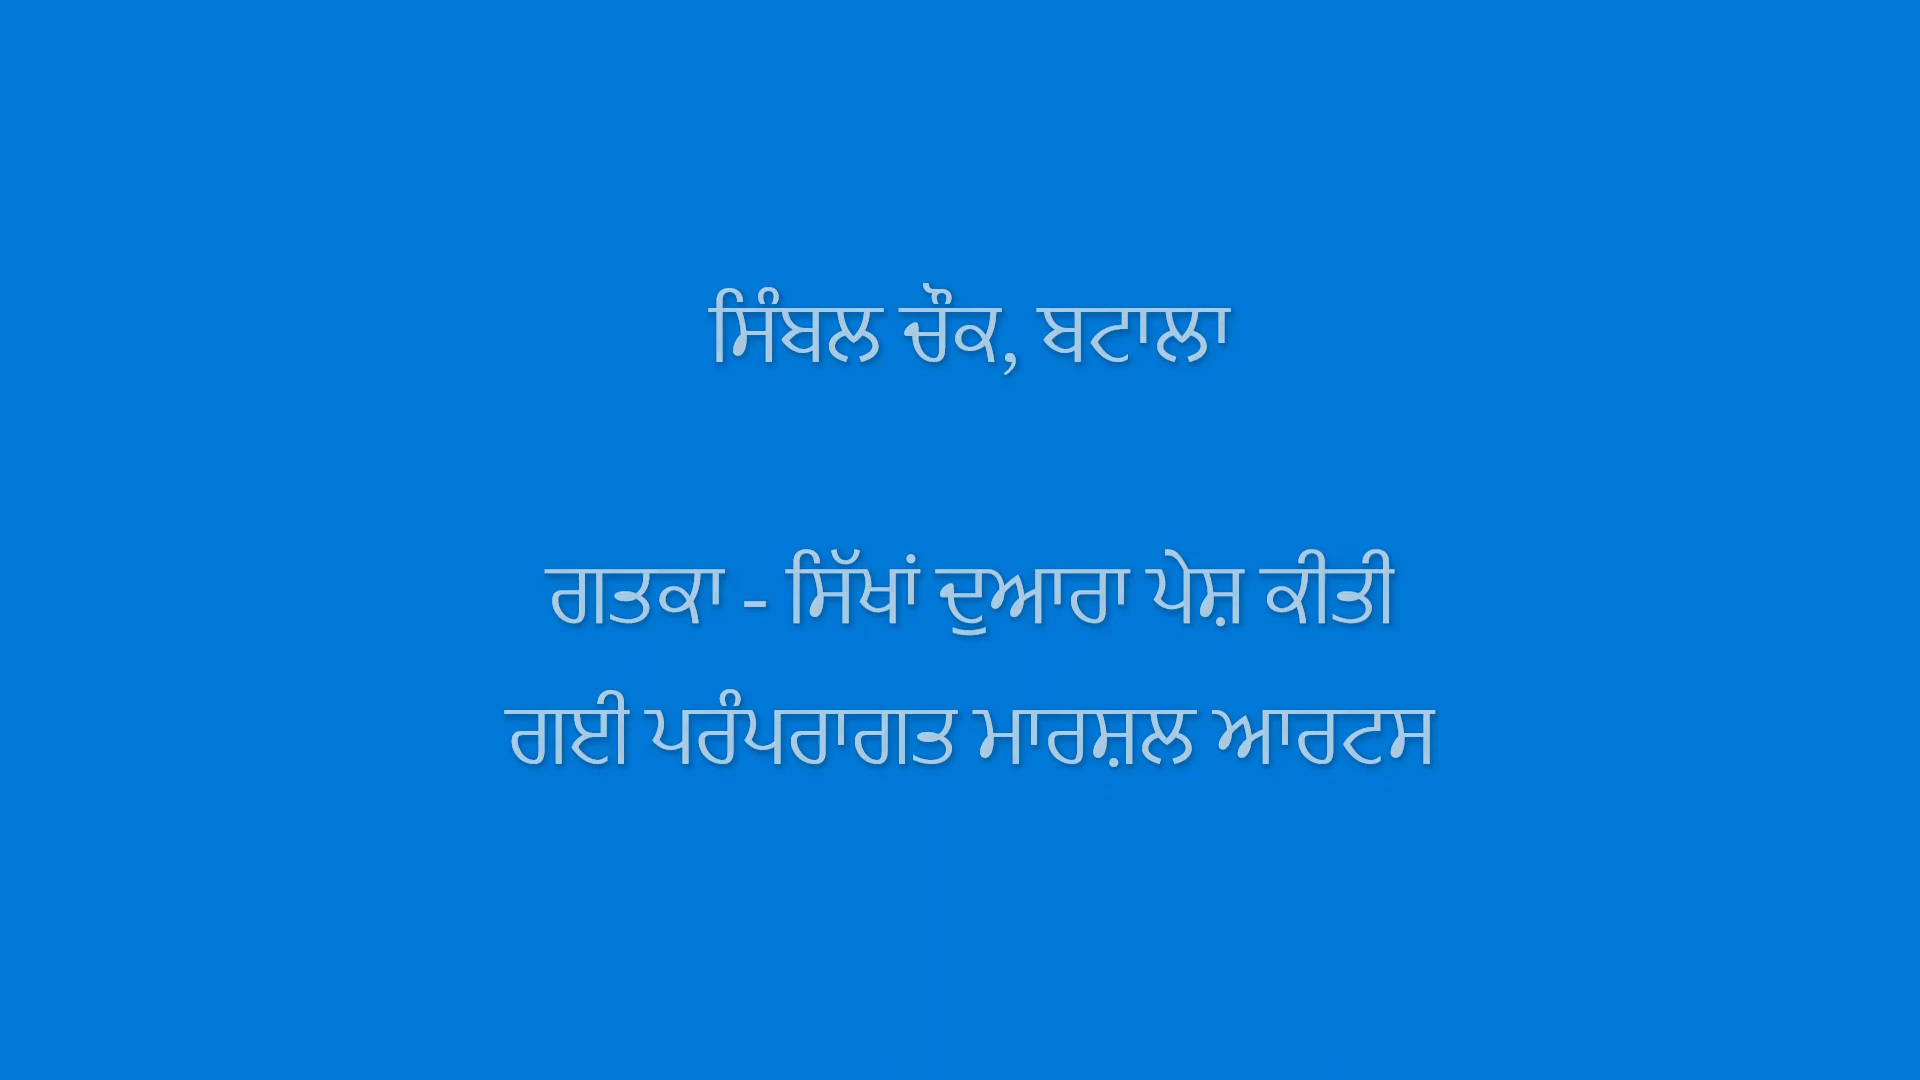 ਸਿੰਬਲ ਚੌਕ, ਬਟਾਲਾ
ਗਤਕਾ - ਸਿੱਖਾਂ ਦੁਆਰਾ ਪੇਸ਼ ਕੀਤੀ
ਗਈ ਪਰੰਪਰਾਗਤ ਮਾਰਸ਼ਲ ਆਰਟਸ